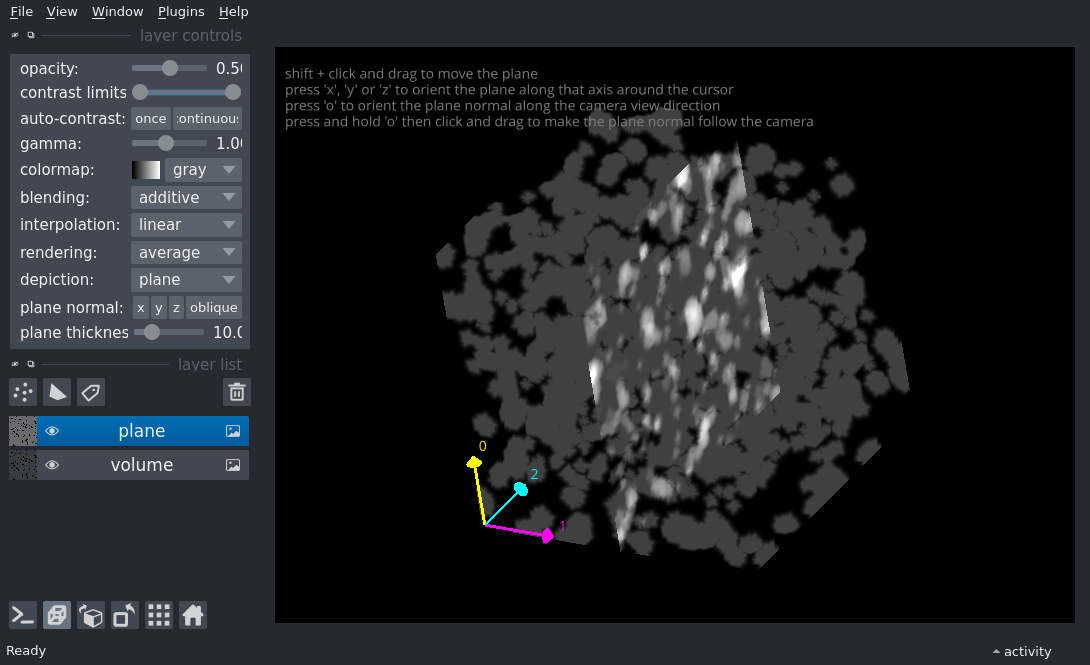 File View Window Plugins Help
layer controls
opacity: 0.50
contrast limits
auto-contrast: once continuous
gamma: 1.00
colormap: gray
blending: additive
interpolation: linear
rendering: average
depiction: plane
plane normal: x y z oblique
plane thicknes 10.0
layer list
plane
volume
shift + click and drag to move the plane
press 'x', 'y' or 'z' to orient the plane along that axis around the cursor
press 'o' to orient the plane normal along the camera view direction
press and hold 'o' then click and drag to make the plane normal follow the camera
0
2
1
Ready
activity